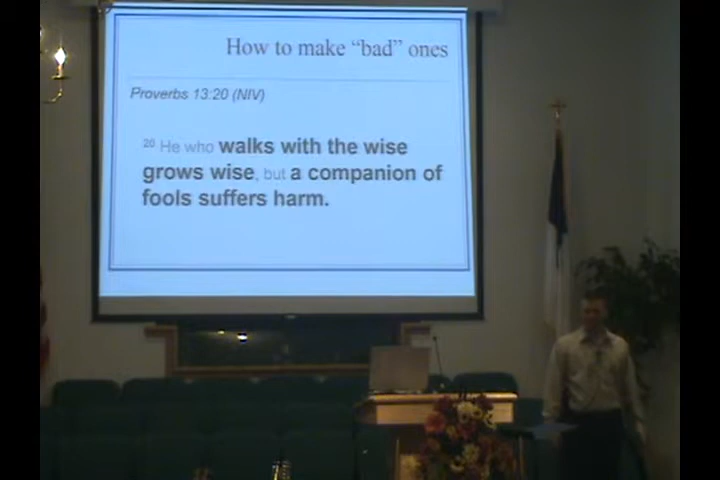 How to make “bad” ones
Proverbs 13:20 (NIV)
20 He who walks with the wise
grows wise, but a companion of
fools suffers harm.